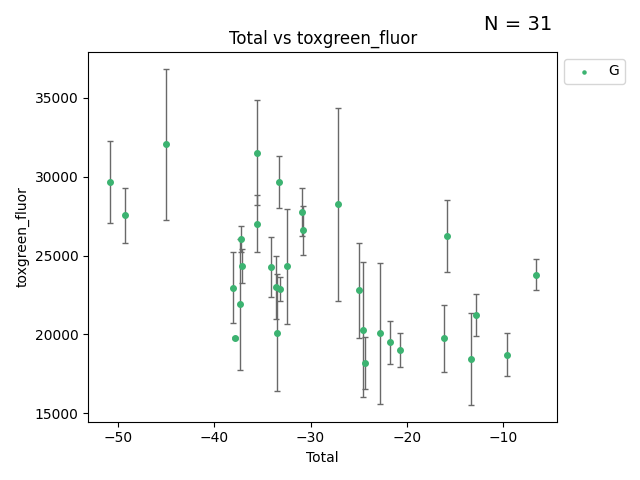 N = 31
Total vs toxgreen_fluor
G
toxgreen_fluor
35000
30000
25000
20000
15000
−50
−40
−30
−20
−10
Total